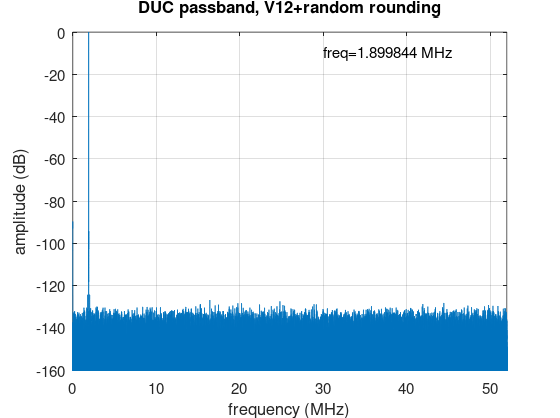 DUC passband, V12+random rounding
0
freq=1.899844 MHz
-20
-40
-60
amplitude (dB)
-80
-100
-120
-140
-160
0 10 20 30 40 50
frequency (MHz)